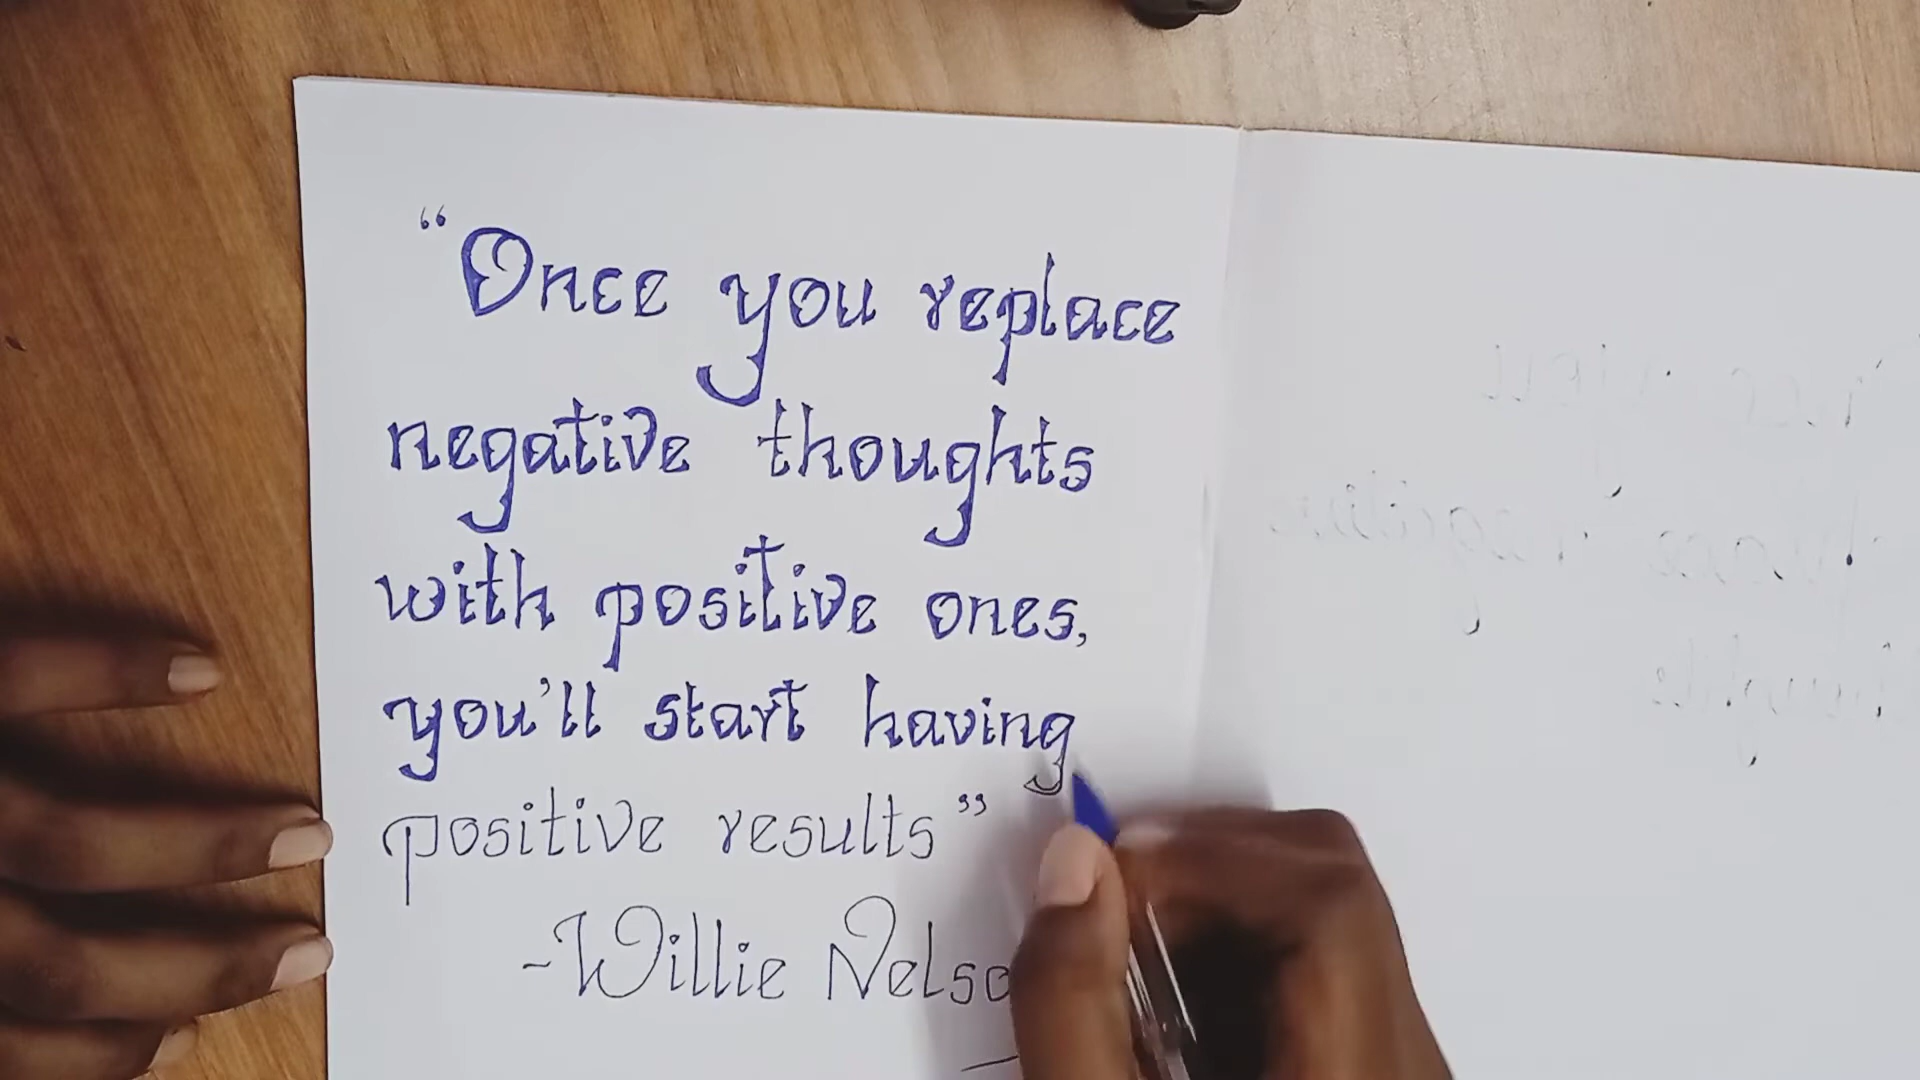 “Once you replace
negative thoughts
with positive ones,
you'll start having
positive results”
-Willie Nelso